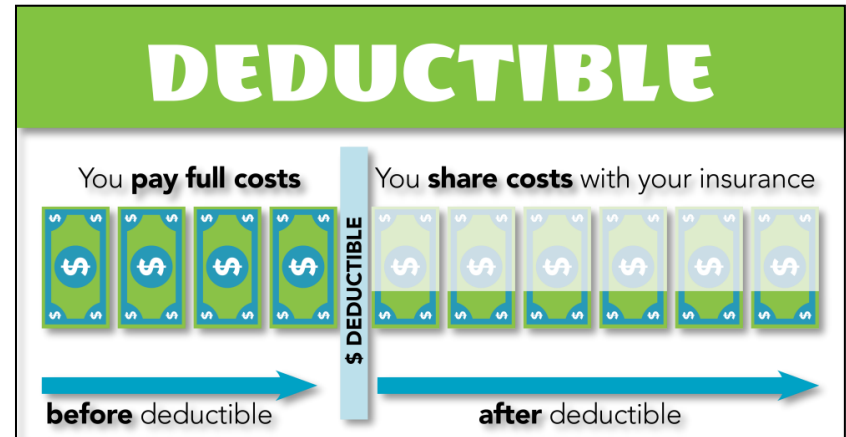 DEDUCTIBLE
You pay full costs
You share costs with your insurance
$ $ $ $ $ $ $ $ $ $ $ $ $ $ $ $ $ $ $ $
$ $ $ $ $ $ $ $ $ $
$ $ $ $ $ $ $ $ $ $ $ $ $ $ $ $ $ $ $ $
$ DEDUCTIBLE
before deductible
after deductible